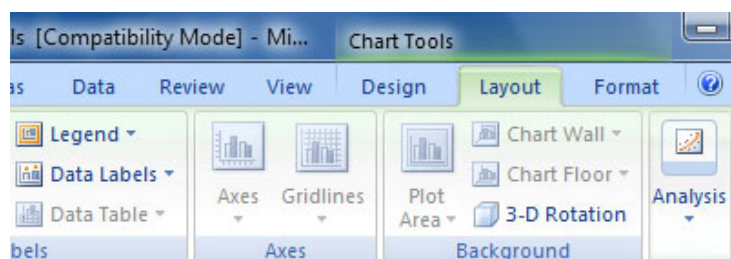 ls [Compatibility Mode] - Mi... Chart Tools
as Data Review View Design Layout Format
Legend Chart Wall
Data Labels Axes Gridlines Plot Area Chart Floor Analysis
Data Table 3-D Rotation
bels Axes Background